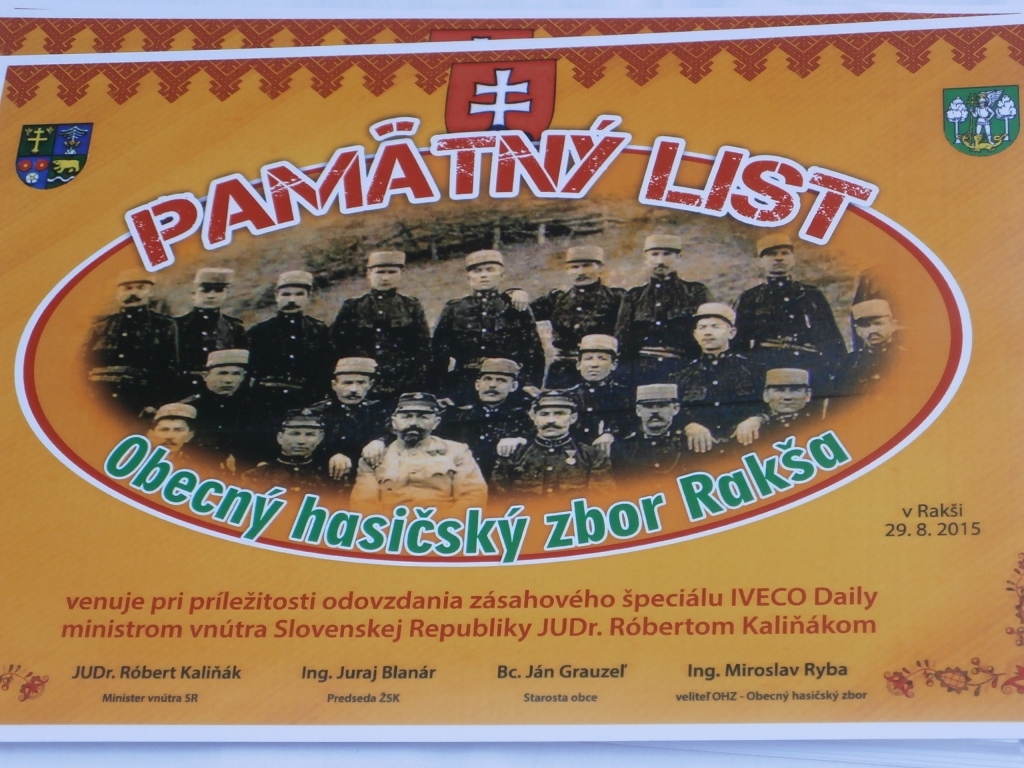 PAMÄTNÝ LIST
Obecný hasičský zbor Rakša
v Rakši
29. 8. 2015
venuje pri príležitosti odovzdania zásahového špeciálu IVECO Daily
ministrom vnútra Slovenskej Republiky JUDr. Róbertom Kaliňákom
JUDr. Róbert Kaliňák Ing. Juraj Blanár Bc. Ján Grauzeľ Ing. Miroslav Ryba
Minister vnútra SR Predseda ŽSK Starosta obce veliteľ OHZ - Obecný hasičský zbor